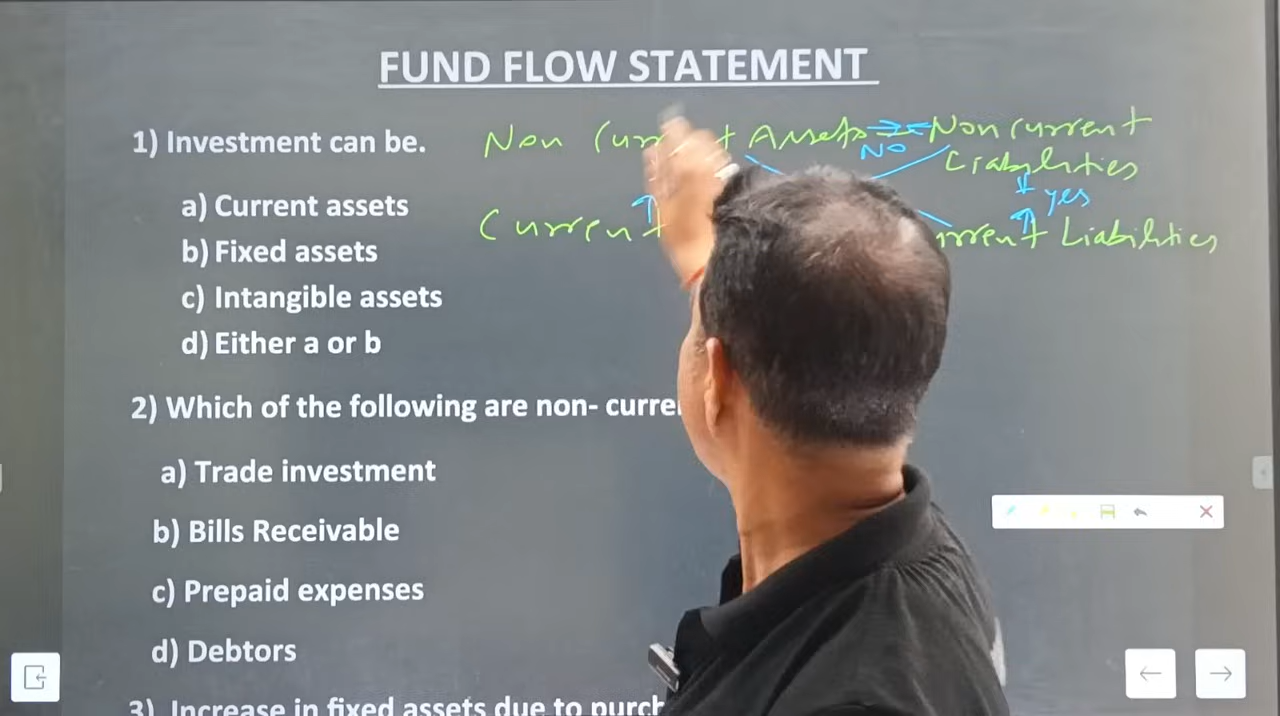 FUND FLOW STATEMENT
1) Investment can be.
Non Current Assets Non Current
NO
Liabilities
a) Current assets
yes
Current Liabilities
b) Fixed assets
c) Intangible assets
d) Either a or b
2) Which of the following are non-
a) Trade investment
b) Bills Receivable
c) Prepaid expenses
d) Debtors
3) Increase in fixed assets due to